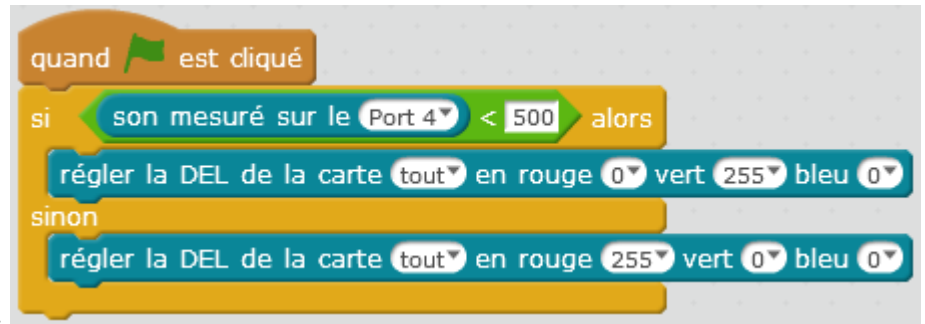 quand est cliqué
si son mesuré sur le Port 4 < 500 alors
régler la DEL de la carte tout en rouge 0 vert 255 bleu 0
sinon
régler la DEL de la carte tout en rouge 255 vert 0 bleu 0